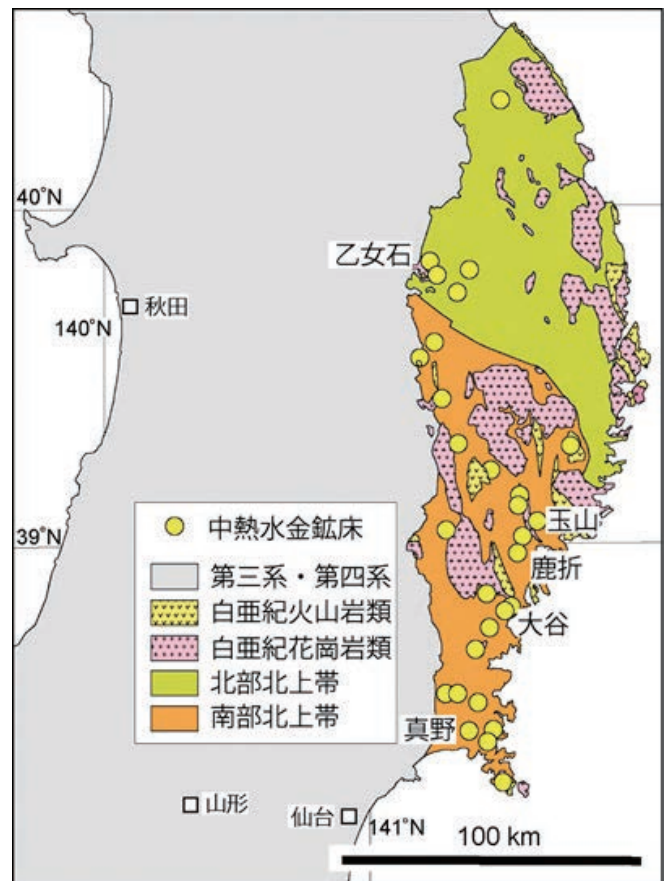 40°N
乙女石
140°N
秋田
39°N
中熱水金鉱床
第三系・第四系
白亜紀火山岩類
白亜紀花崗岩類
北部北上帯
南部北上帯
玉山
鹿折
大谷
真野
山形
仙台
141°N
100 km